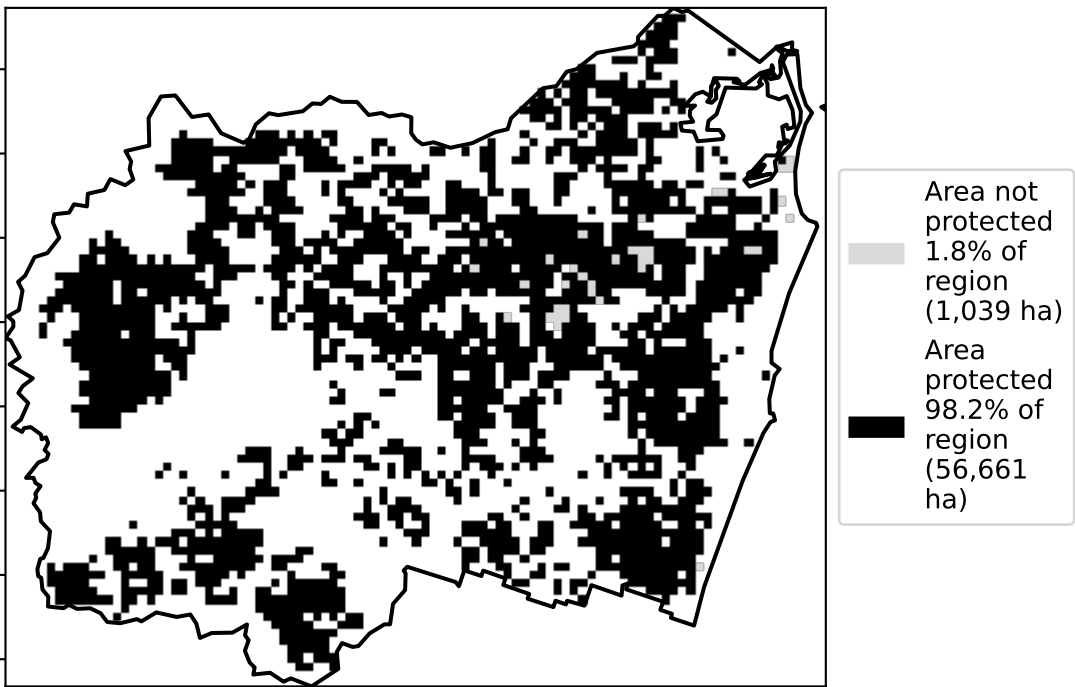 Area not
protected
1.8% of
region
(1,039 ha)
Area
protected
98.2% of
region
(56,661
ha)